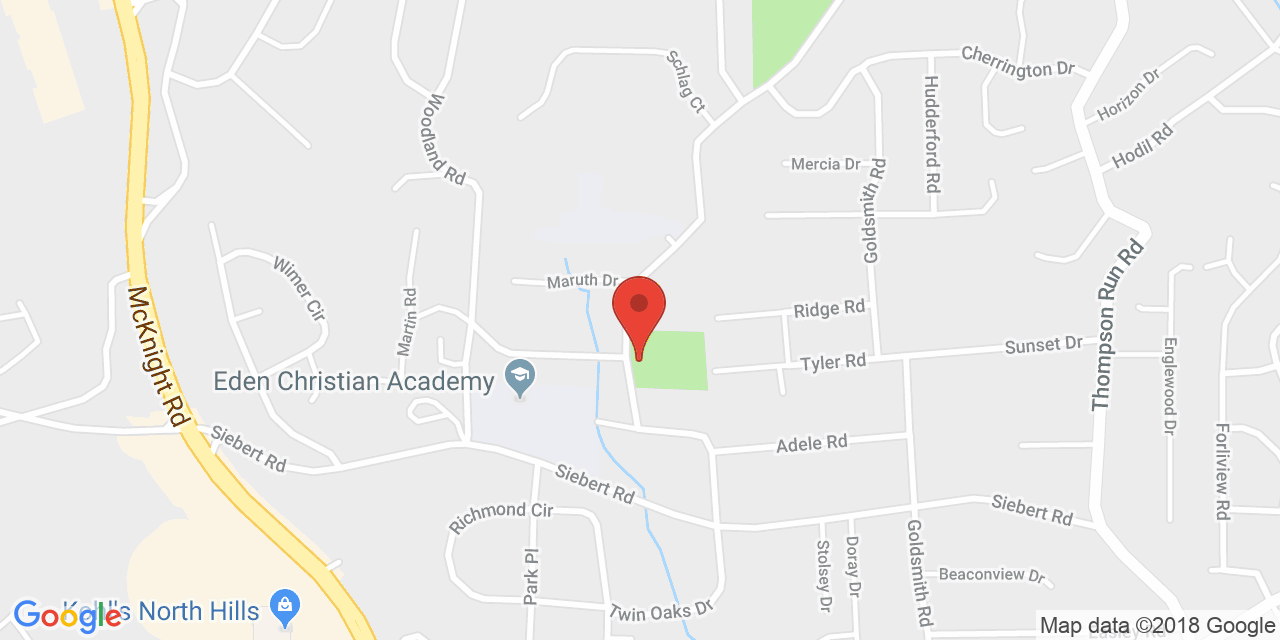 Schlag Ct
Cherrington Dr
Horizon Dr
Hudderford Rd
Hodil Rd
Woodland Rd
Mercia Dr
Goldsmith Rd
Wimer Cir
Maruth Dr
Thompson Run Rd
Martin Rd
McKnight Rd
Ridge Rd
Sunset Dr
Tyler Rd
Englewood Dr
Eden Christian Academy
Siebert Rd
Adele Rd
Forliview Rd
Siebert Rd
Richmond Cir
Siebert Rd
Park Pl
Stolsey Dr
Doray Dr
Goldsmith Rd
Beaconview Dr
Twin Oaks Dr
Kohl's North Hills
Google
Map data ©2018 Google